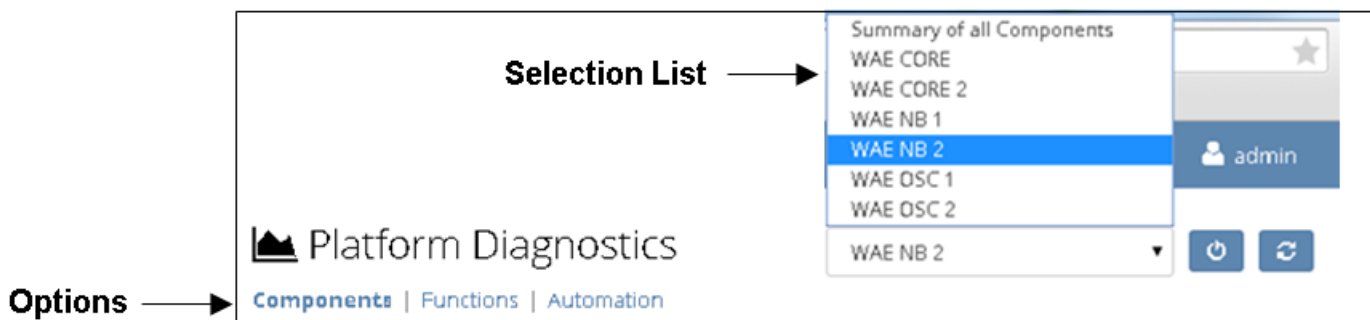 Summary of all Components
Selection List
WAE CORE
WAE CORE 2
WAE NB 1
WAE NB 2
admin
WAE OSC 1
WAE OSC 2
Platform Diagnostics
WAE NB 2
Options
Components | Functions | Automation